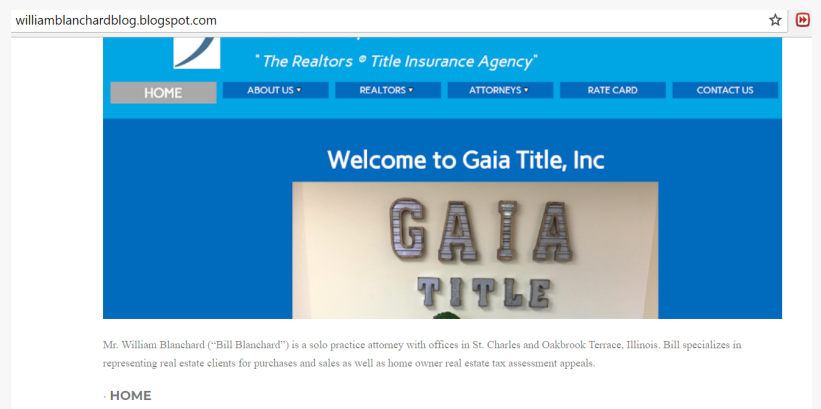 williamblanchardblog.blogspot.com
" The Realtors ® Title Insurance Agency"
HOME
ABOUT US ▾
REALTORS ▾
ATTORNEYS ▾
RATE CARD
CONTACT US
Welcome to Gaia Title, Inc
GAIA
TITLE
Mr. William Blanchard (“Bill Blanchard”) is a solo practice attorney with offices in St. Charles and Oakbrook Terrace, Illinois. Bill specializes in
representing real estate clients for purchases and sales as well as home owner real estate tax assessment appeals.
· HOME